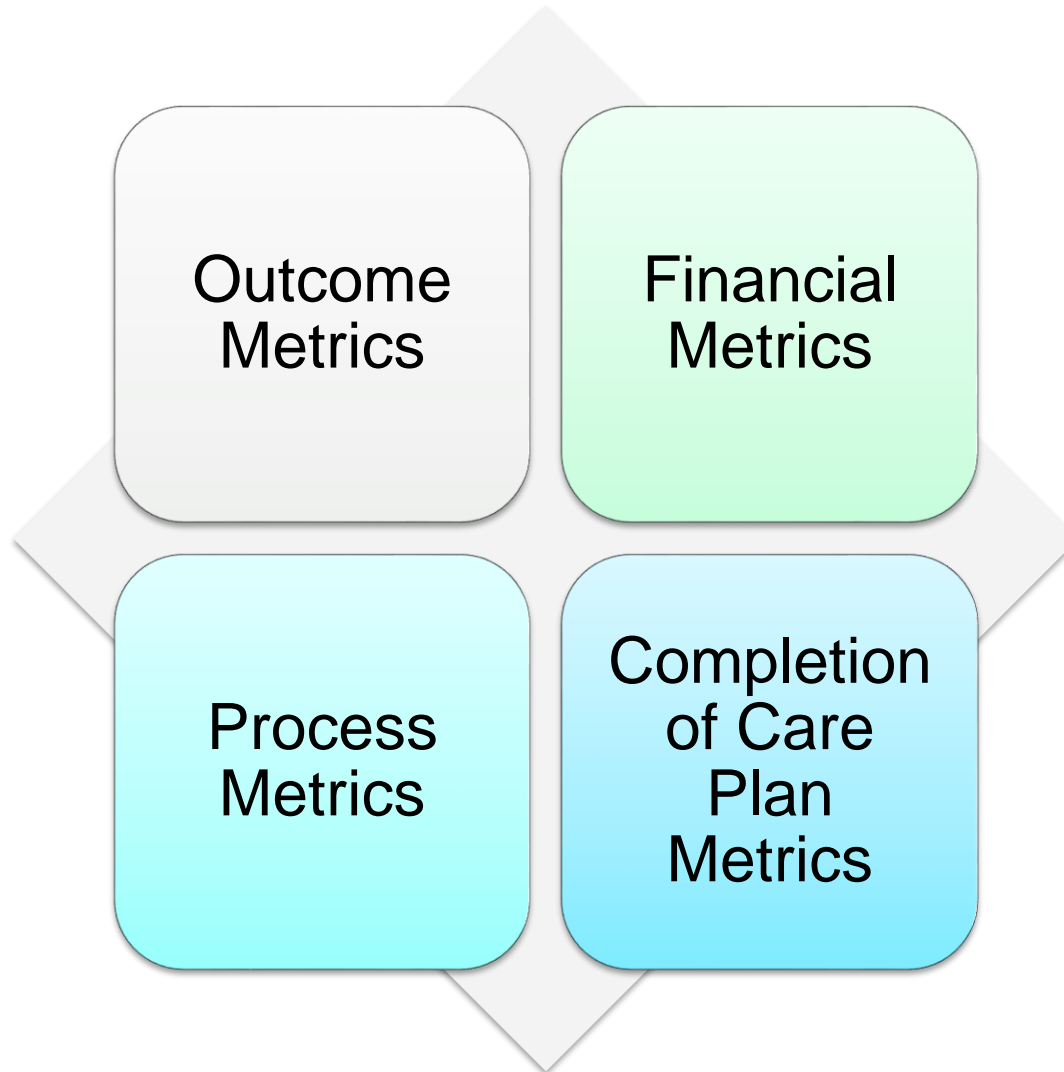 Outcome
Metrics
Financial
Metrics
Process
Metrics
Completion
of Care
Plan
Metrics